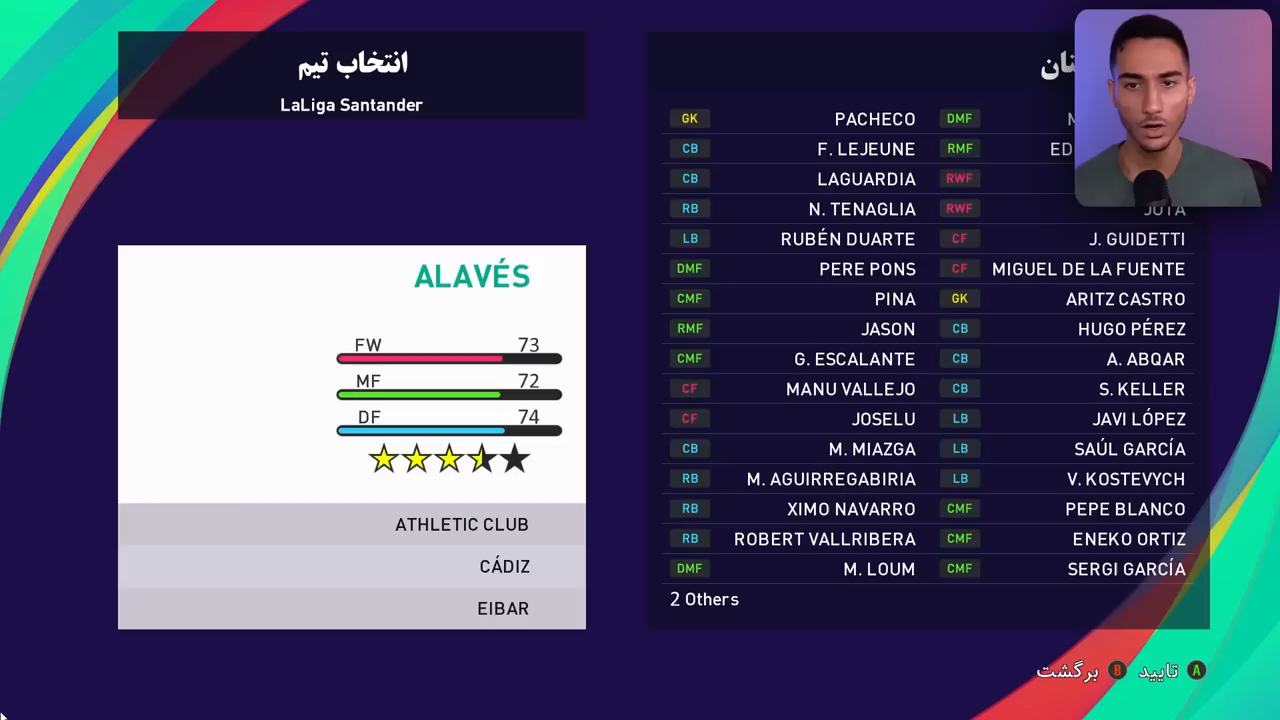 انتخاب تیم
LaLiga Santander
ALAVÉS
FW 73
MF 72
DF 74
ATHLETIC CLUB
CÁDIZ
EIBAR
GK PACHECO DMF
CB F. LEJEUNE RMF
CB LAGUARDIA RWF
RB N. TENAGLIA RWF JOTA
LB RUBÉN DUARTE CF J. GUIDETTI
DMF PERE PONS CF MIGUEL DE LA FUENTE
CMF PINA GK ARITZ CASTRO
RMF JASON CB HUGO PÉREZ
CMF G. ESCALANTE CB A. ABQAR
CF MANU VALLEJO CB S. KELLER
CF JOSELU LB JAVI LÓPEZ
CB M. MIAZGA LB SAÚL GARCÍA
RB M. AGUIRREGABIRIA LB V. KOSTEVYCH
RB XIMO NAVARRO CMF PEPE BLANCO
RB ROBERT VALLRIBERA CMF ENEKO ORTIZ
DMF M. LOUM CMF SERGI GARCÍA
2 Others
A تایید B برگشت